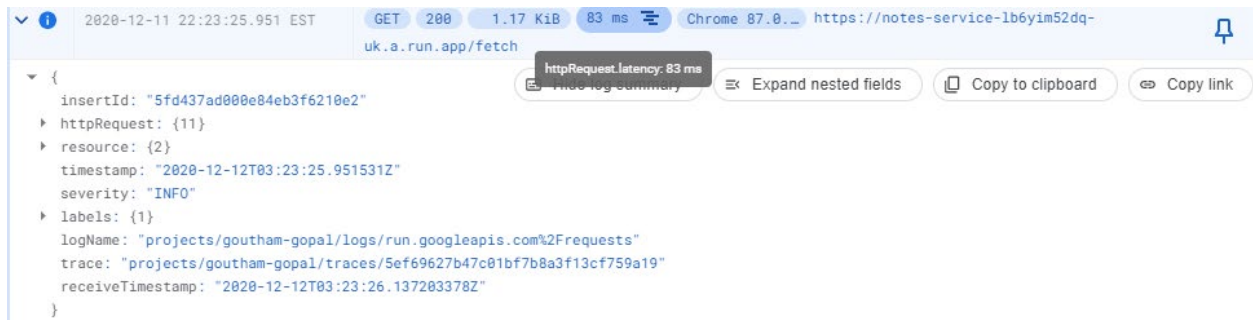 2020-12-11 22:23:25.951 EST GET 200 1.17 KiB 83 ms Chrome 87.0.… https://notes-service-lb6yim52dq-
uk.a.run.app/fetch
httpRequest.latency: 83 ms
{
Hide log summary Expand nested fields Copy to clipboard Copy link
insertId: "5fd437ad000e84eb3f6210e2"
httpRequest: {11}
resource: {2}
timestamp: "2020-12-12T03:23:25.951531Z"
severity: "INFO"
labels: {1}
logName: "projects/goutham-gopal/logs/run.googleapis.com%2Frequests"
trace: "projects/goutham-gopal/traces/5ef69627b47c01bf7b8a3f13cf759a19"
receiveTimestamp: "2020-12-12T03:23:26.137203378Z"
}